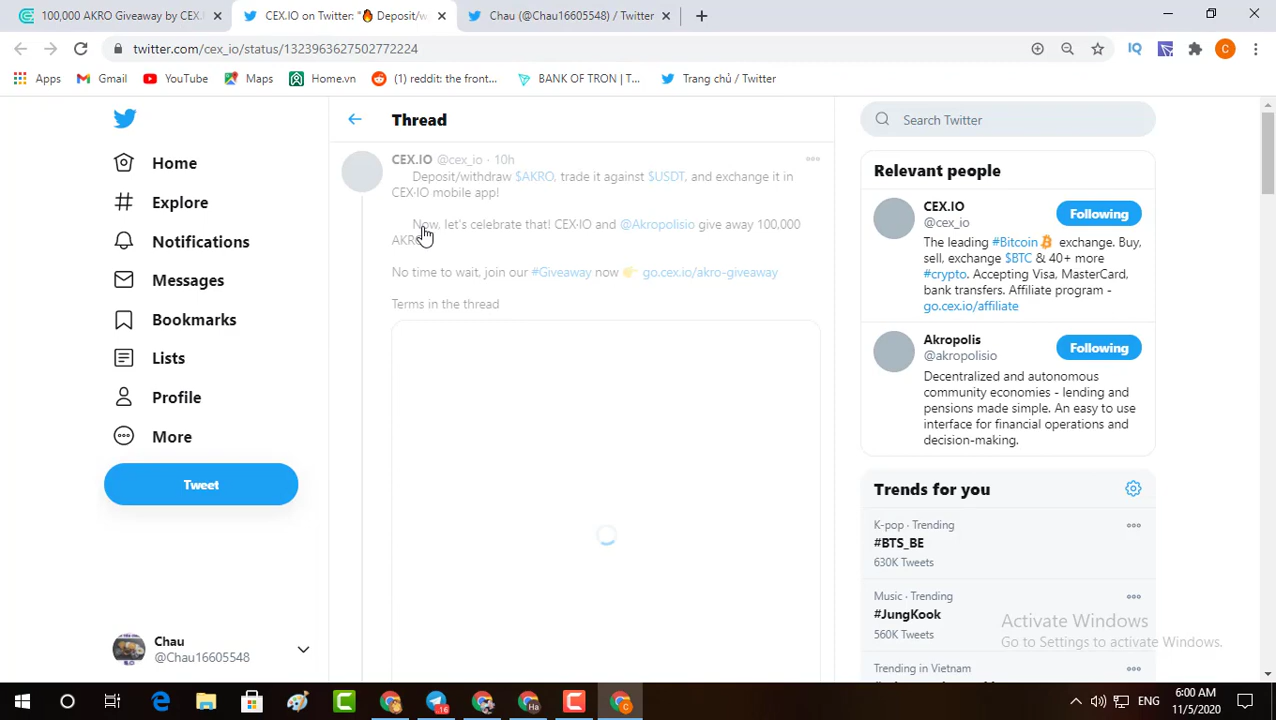 100,000 AKRO Giveaway by CEX.I
CEX.IO on Twitter: "🔥 Deposit/w
Chau (@Chau16605548) / Twitter
twitter.com/cex_io/status/1323963627502772224
IQ
C
Apps
Gmail
YouTube
Maps
Home.vn
(1) reddit: the front...
BANK OF TRON | T...
Trang chủ / Twitter
Home
Explore
Notifications
Messages
Bookmarks
Lists
Profile
More
Tweet
Chau
@Chau16605548
Thread
CEX.IO @cex_io · 10h
Deposit/withdraw $AKRO, trade it against $USDT, and exchange it in
CEX·IO mobile app!
Now, let's celebrate that! CEX·IO and @Akropolisio give away 100,000
AKRO
No time to wait, join our #Giveaway now 👉 go.cex.io/akro-giveaway
Terms in the thread
Search Twitter
Relevant people
CEX.IO
@cex_io
Following
The leading #Bitcoin exchange. Buy,
sell, exchange $BTC & 40+ more
#crypto. Accepting Visa, MasterCard,
bank transfers. Affiliate program -
go.cex.io/affiliate
Akropolis
@akropolisio
Following
Decentralized and autonomous
community economies - lending and
pensions made simple. An easy to use
interface for financial operations and
decision-making.
Trends for you
K-pop · Trending
#BTS_BE
630K Tweets
Music · Trending
#JungKook
560K Tweets
Trending in Vietnam
Activate Windows
Go to Settings to activate Windows.
16
Ha
C
ENG
6:00 AM
11/5/2020